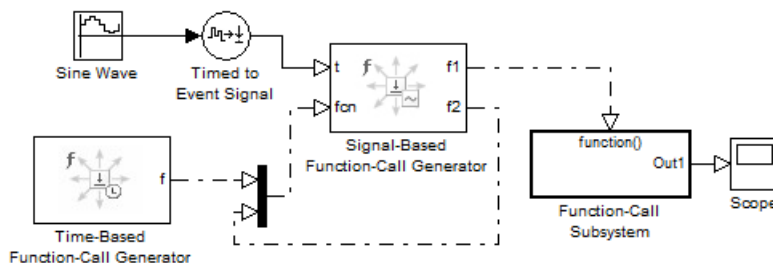 Sine Wave
Timed to
Event Signal
t
fcn
f
f1
f2
Signal-Based
Function-Call Generator
f
f
Time-Based
Function-Call Generator
function()
Out1
Function-Call
Subsystem
Scope